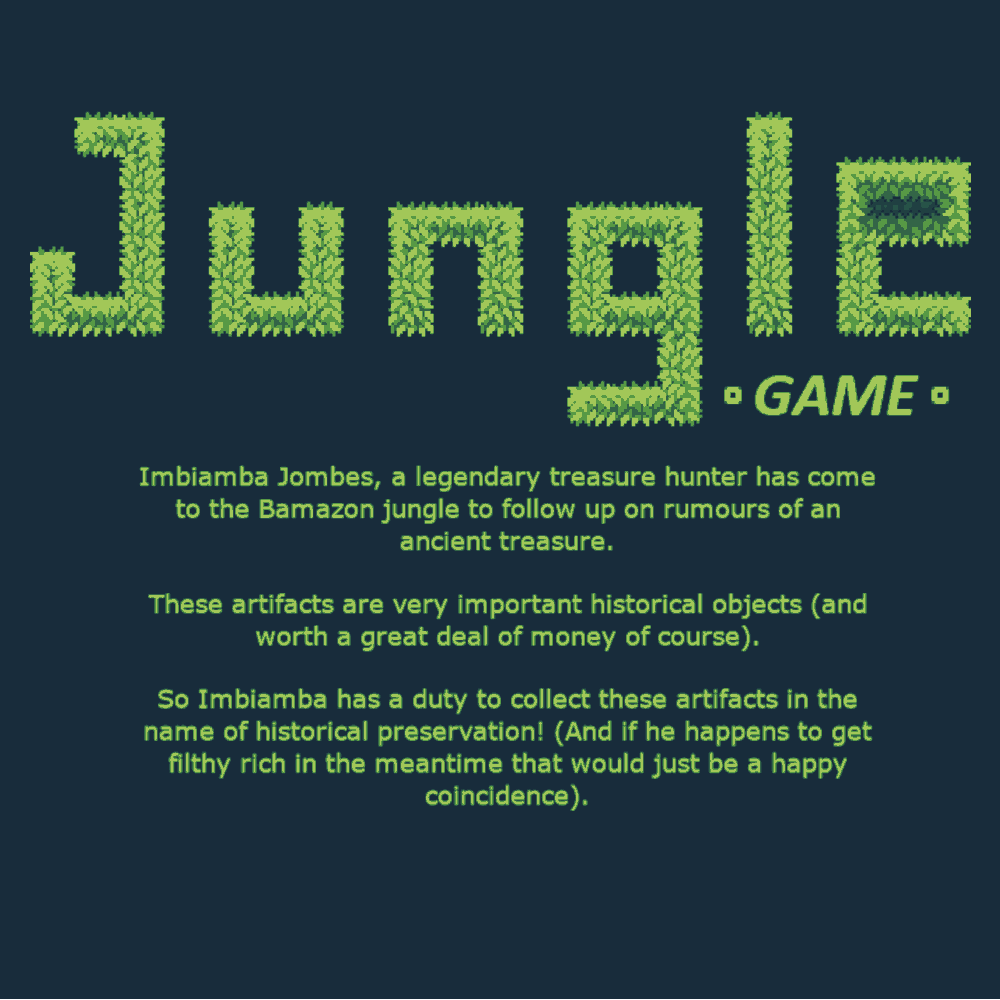 Jungle
• GAME •
Imbiamba Jombes, a legendary treasure hunter has come
to the Bamazon jungle to follow up on rumours of an
ancient treasure.
These artifacts are very important historical objects (and
worth a great deal of money of course).
So Imbiamba has a duty to collect these artifacts in the
name of historical preservation! (And if he happens to get
filthy rich in the meantime that would just be a happy
coincidence).